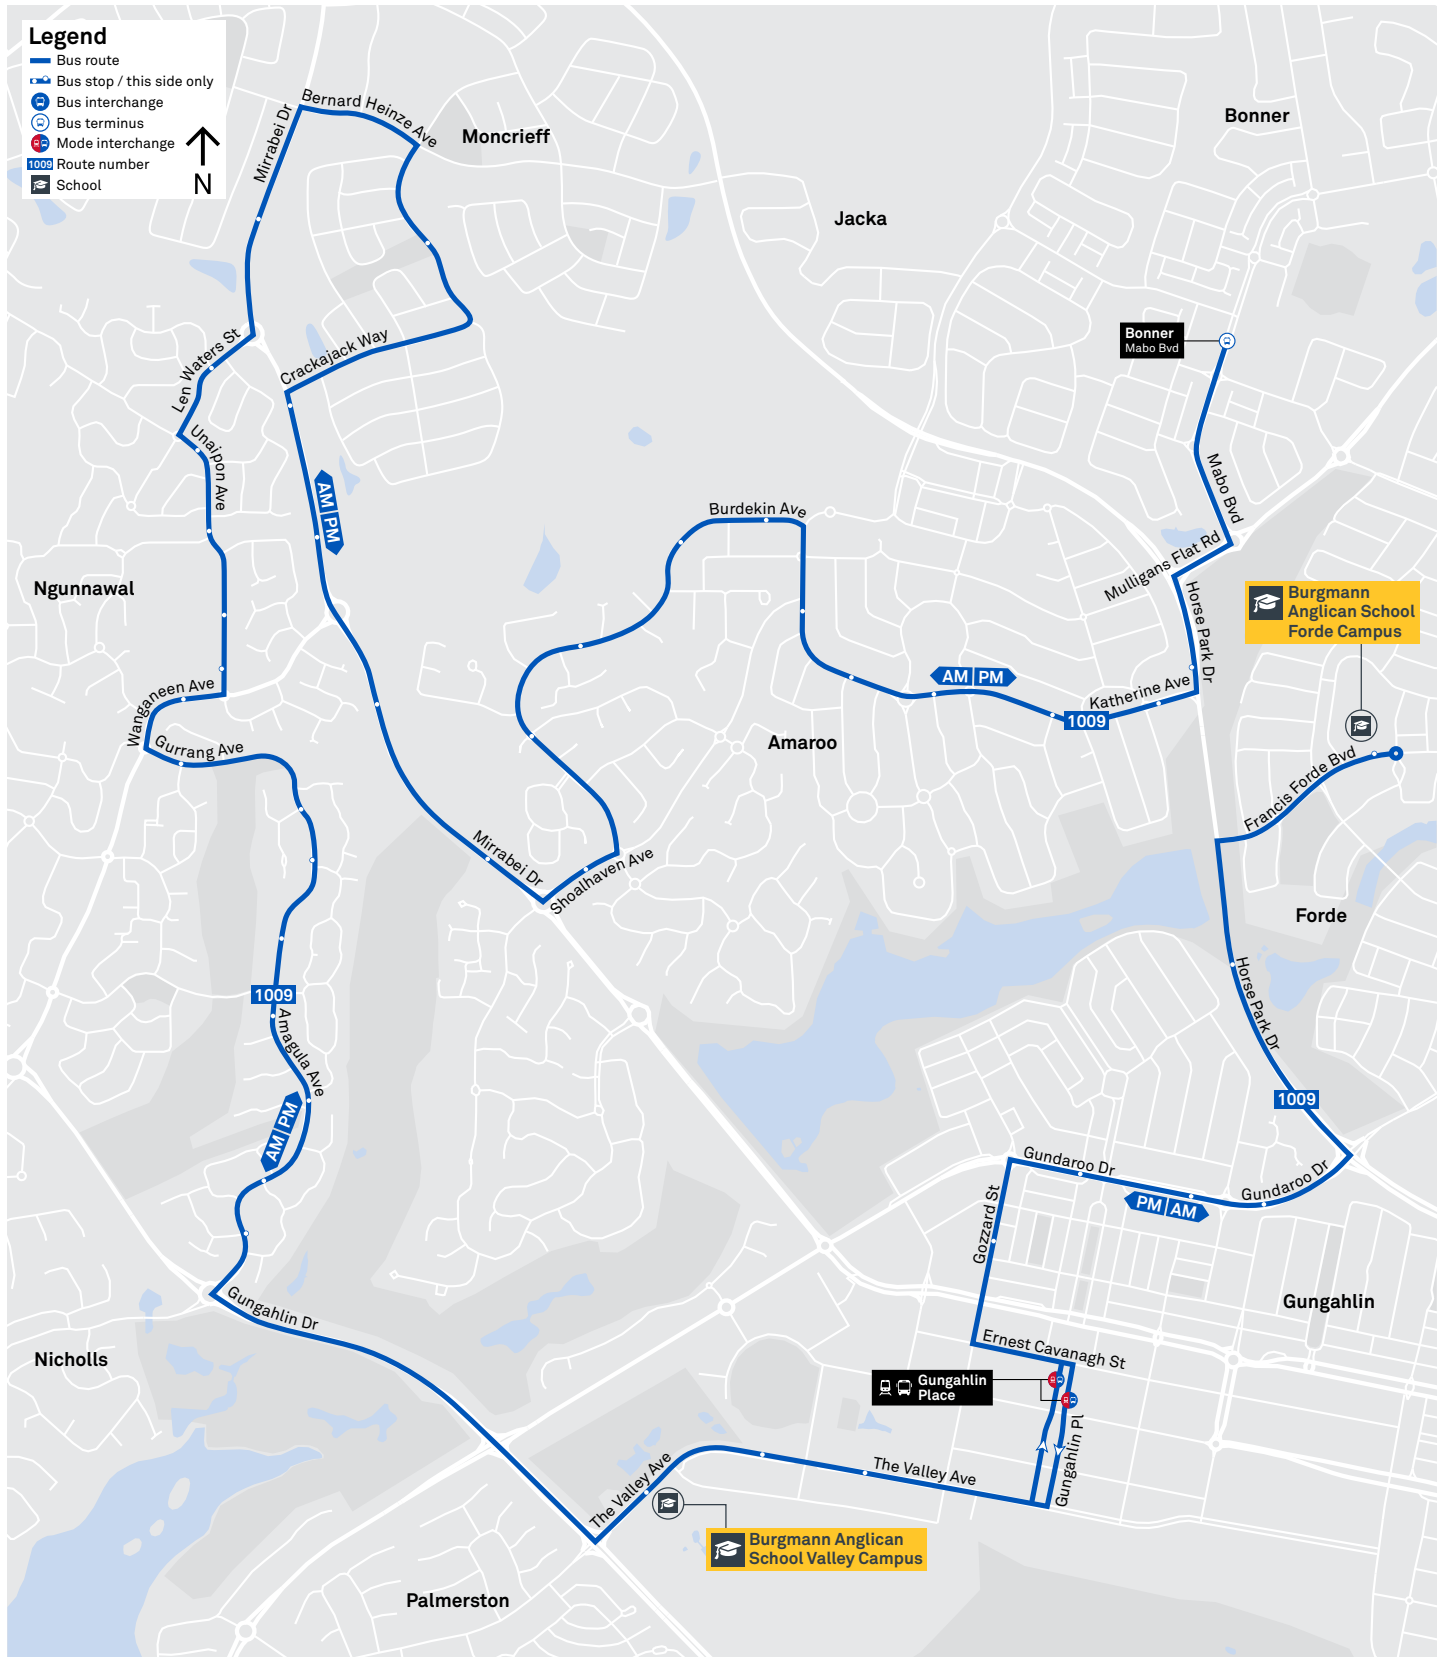 Legend
Bus route
Bus stop / this side only
Bus interchange
Bus terminus
Mode interchange
1009 Route number
School
N
Bernard Heinze Ave
Mirrabei Dr
Moncrieff
Bonner
Jacka
Bonner
Mabo Bvd
Len Waters St
Crackajack Way
Unaipon Ave
AM PM
Mabo Bvd
Burdekin Ave
Mulligans Flat Rd
Ngunnawal
Horse Park Dr
Burgmann
Anglican School
Forde Campus
Wanganeen Ave
AM PM
Katherine Ave
1009
Gurrang Ave
Amaroo
Francis Forde Bvd
Mirrabei Dr
Shoalhaven Ave
Forde
1009
Horse Park Dr
Amagula Ave
1009
AM PM
Gundaroo Dr
Gundaroo Dr
PM AM
Gozzard St
Gungahlin Dr
Gungahlin
Nicholls
Ernest Cavanagh St
Gungahlin
Place
Gungahlin Pl
The Valley Ave
The Valley Ave
Burgmann Anglican
School Valley Campus
Palmerston